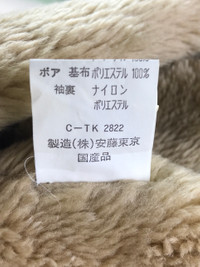 ボア 基布 ポリエステル 100%
袖裏 ナイロン
ポリエステル
C-TK 2822
製造(株)安藤東京
国産品